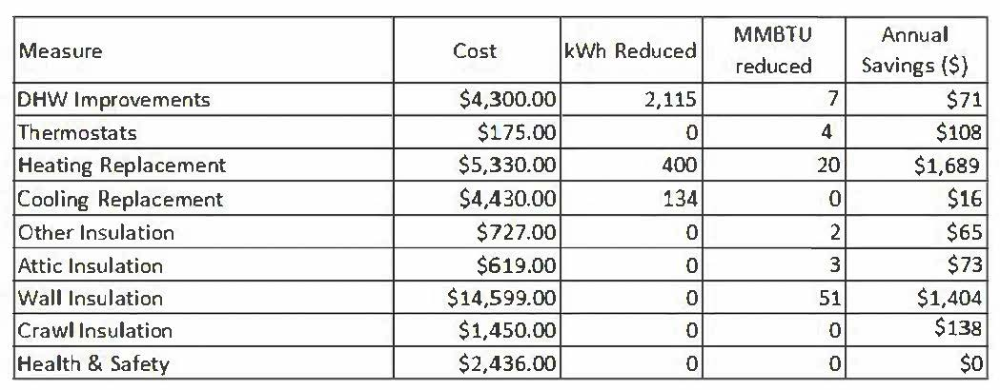 Measure Cost kWh Reduced MMBTU reduced Annual Savings ($)
DHW Improvements $4,300.00 2,115 7 $71
Thermostats $175.00 0 4 $108
Heating Replacement $5,330.00 400 20 $1,689
Cooling Replacement $4,430.00 134 0 $16
Other Insulation $727.00 0 2 $65
Attic Insulation $619.00 0 3 $73
Wall Insulation $14,599.00 0 51 $1,404
Crawl Insulation $1,450.00 0 0 $138
Health & Safety $2,436.00 0 0 $0